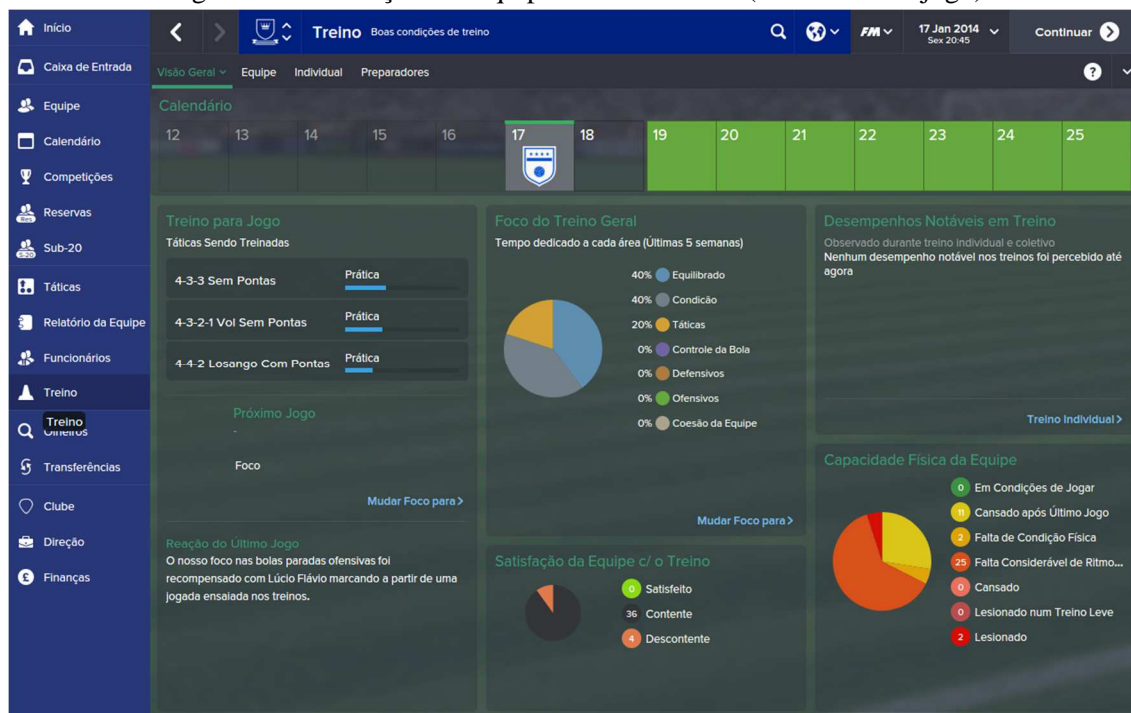 Início
Caixa de Entrada
Equipe
Calendário
Competições
Reservas
Sub-20
Táticas
Relatório da Equipe
Funcionários
Treino
Treino
Transferências
Clube
Direção
Finanças
Treino Boas condições de treino
FM
17 Jan 2014
Sex 20:45
Continuar
Visão Geral Equipe Individual Preparadores
Calendário
12 13 14 15 16 17 18 19 20 21 22 23 24 25
Treino para Jogo
Táticas Sendo Treinadas
4-3-3 Sem Pontas Prática
4-3-2-1 Vol Sem Pontas Prática
4-4-2 Losango Com Pontas Prática
Próximo Jogo
-
Foco
Mudar Foco para >
Reação do Último Jogo
O nosso foco nas bolas paradas ofensivas foi
recompensado com Lúcio Flávio marcando a partir de uma
jogada ensaiada nos treinos.
Foco do Treino Geral
Tempo dedicado a cada área (Últimas 5 semanas)
40% Equilibrado
40% Condição
20% Táticas
0% Controle da Bola
0% Defensivos
0% Ofensivos
0% Coesão da Equipe
Mudar Foco para >
Satisfação da Equipe c/ o Treino
0 Satisfeito
36 Contente
4 Descontente
Desempenhos Notáveis em Treino
Observado durante treino individual e coletivo
Nenhum desempenho notável nos treinos foi percebido até
agora
Treino Individual >
Capacidade Física da Equipe
0 Em Condições de Jogar
11 Cansado após Último Jogo
2 Falta de Condição Física
25 Falta Considerável de Ritmo...
0 Cansado
0 Lesionado num Treino Leve
2 Lesionado